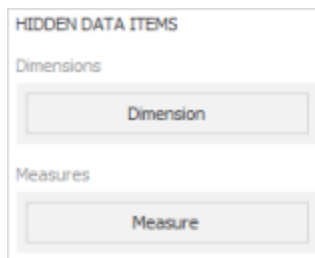 HIDDEN DATA ITEMS
Dimensions
Dimension
Measures
Measure